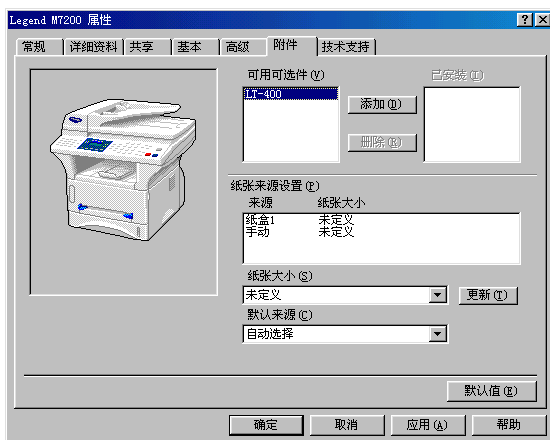 Legend M7200 属性
常规 详细资料 共享 基本 高级 附件 技术支持
可用可选件(V) 已安装(I)
LT-400
添加(D)
删除(R)
纸张来源设置(P)
来源 纸张大小
纸盒1 未定义
手动 未定义
纸张大小(S)
未定义 更新(T)
默认来源(C)
自动选择
默认值(E)
确定 取消 应用(A) 帮助